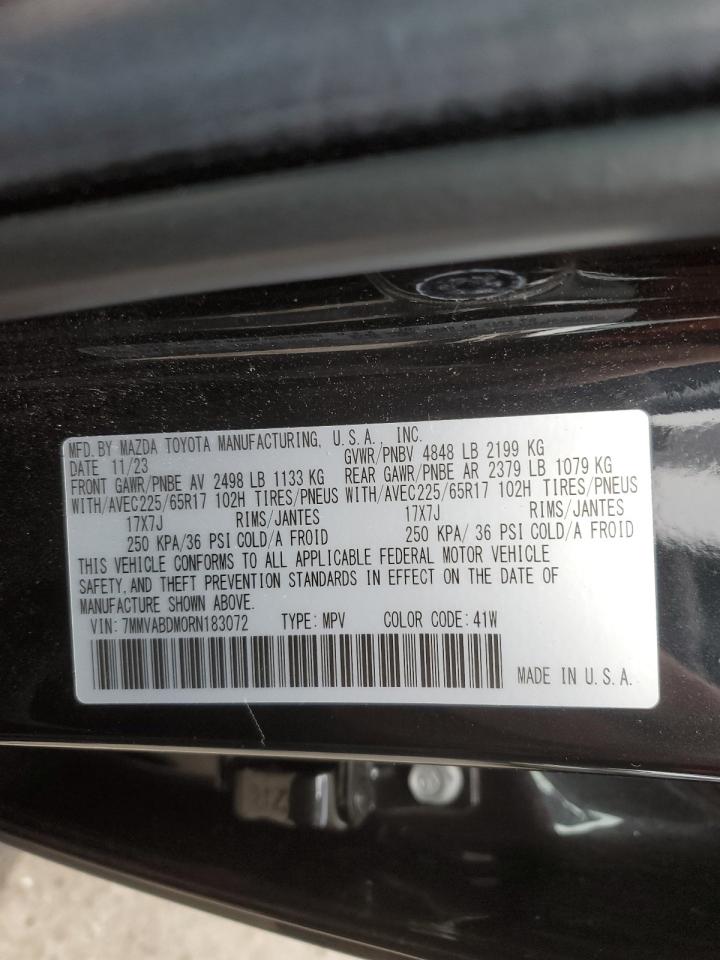 MFD. BY MAZDA TOYOTA MANUFACTURING, U.S.A., INC.
DATE 11/23 GVWR/PNBV 4848 LB 2199 KG
FRONT GAWR/PNBE AV 2498 LB 1133 KG REAR GAWR/PNBE AR 2379 LB 1079 KG
WITH/AVEC225/65R17 102H TIRES/PNEUS WITH/AVEC225/65R17 102H TIRES/PNEUS
17X7J RIMS/JANTES 17X7J RIMS/JANTES
250 KPA/36 PSI COLD/A FROID 250 KPA/ 36 PSI COLD/A FROID
THIS VEHICLE CONFORMS TO ALL APPLICABLE FEDERAL MOTOR VEHICLE
SAFETY, AND THEFT PREVENTION STANDARDS IN EFFECT ON THE DATE OF
MANUFACTURE SHOWN ABOVE.
VIN: 7MMVABDM0RN183072 TYPE: MPV COLOR CODE: 41W
MADE IN U.S.A.